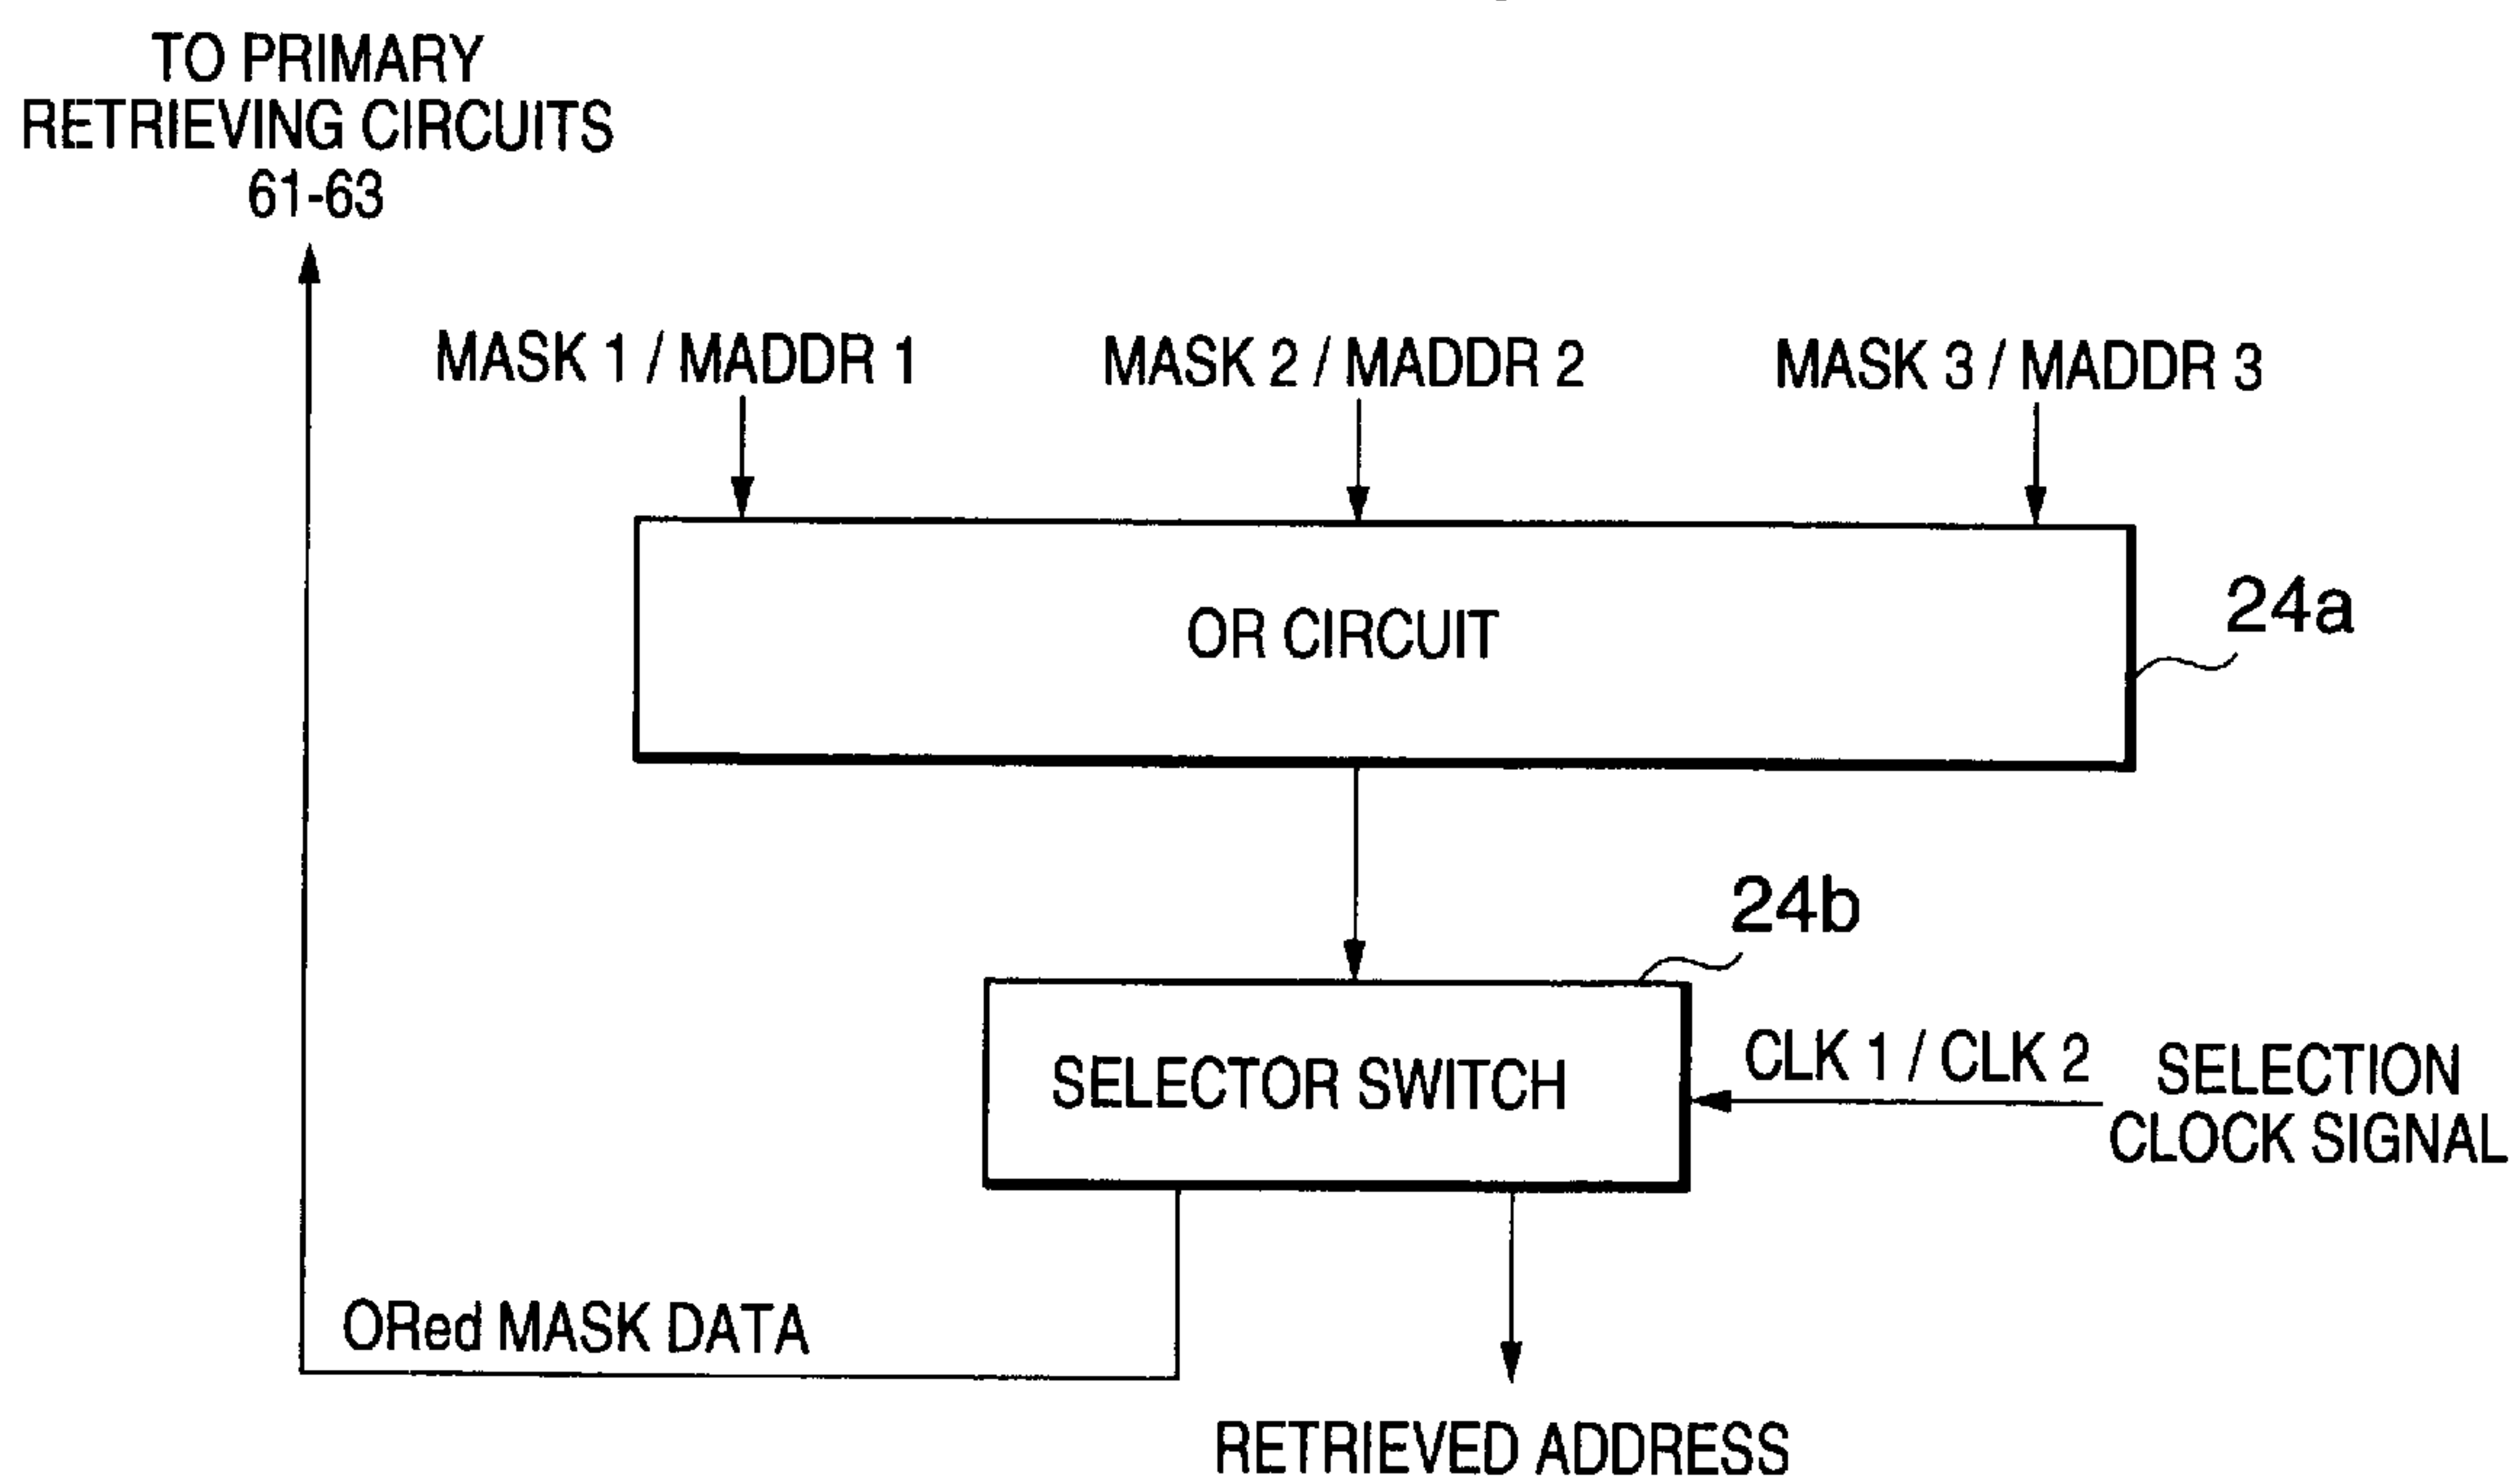 TO PRIMARY
RETRIEVING CIRCUITS
61-63
MASK 1 / MADDR 1
MASK 2 / MADDR 2
MASK 3 / MADDR 3
OR CIRCUIT
24a
24b
SELECTOR SWITCH
CLK 1 / CLK 2
SELECTION
CLOCK SIGNAL
ORed MASK DATA
RETRIEVED ADDRESS